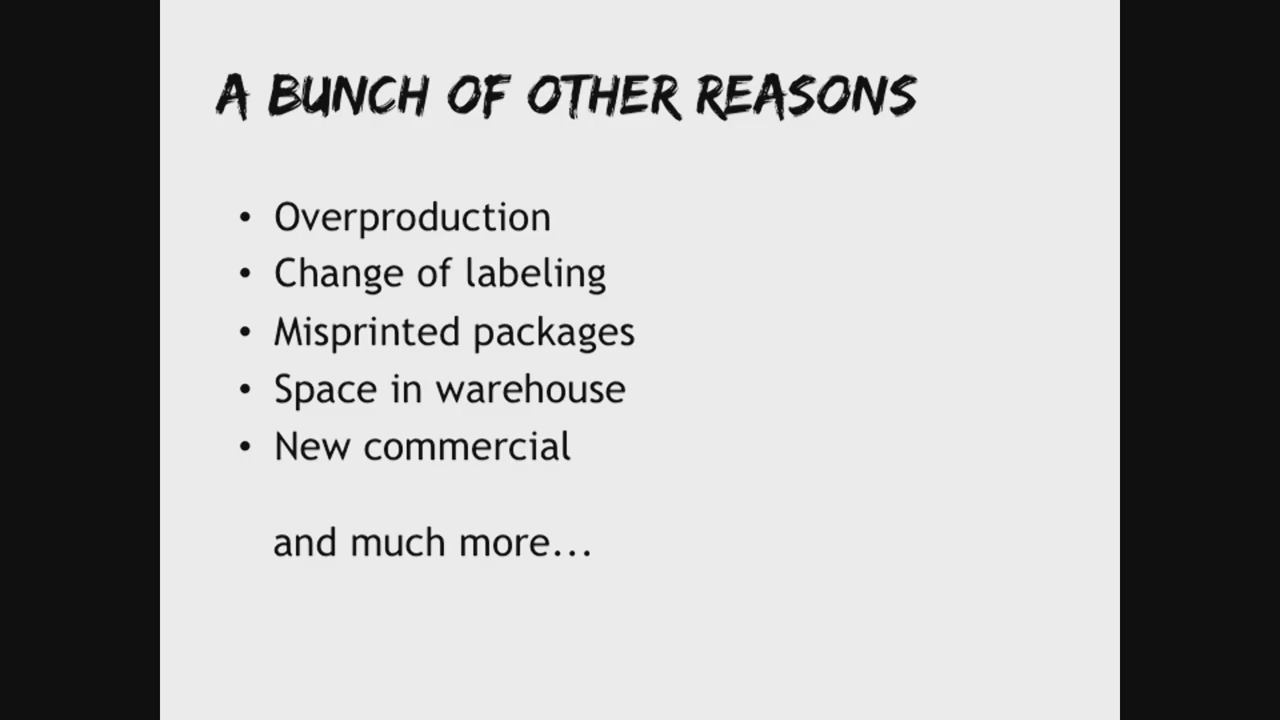 A BUNCH OF OTHER REASONS
• Overproduction
• Change of labeling
• Misprinted packages
• Space in warehouse
• New commercial
and much more...